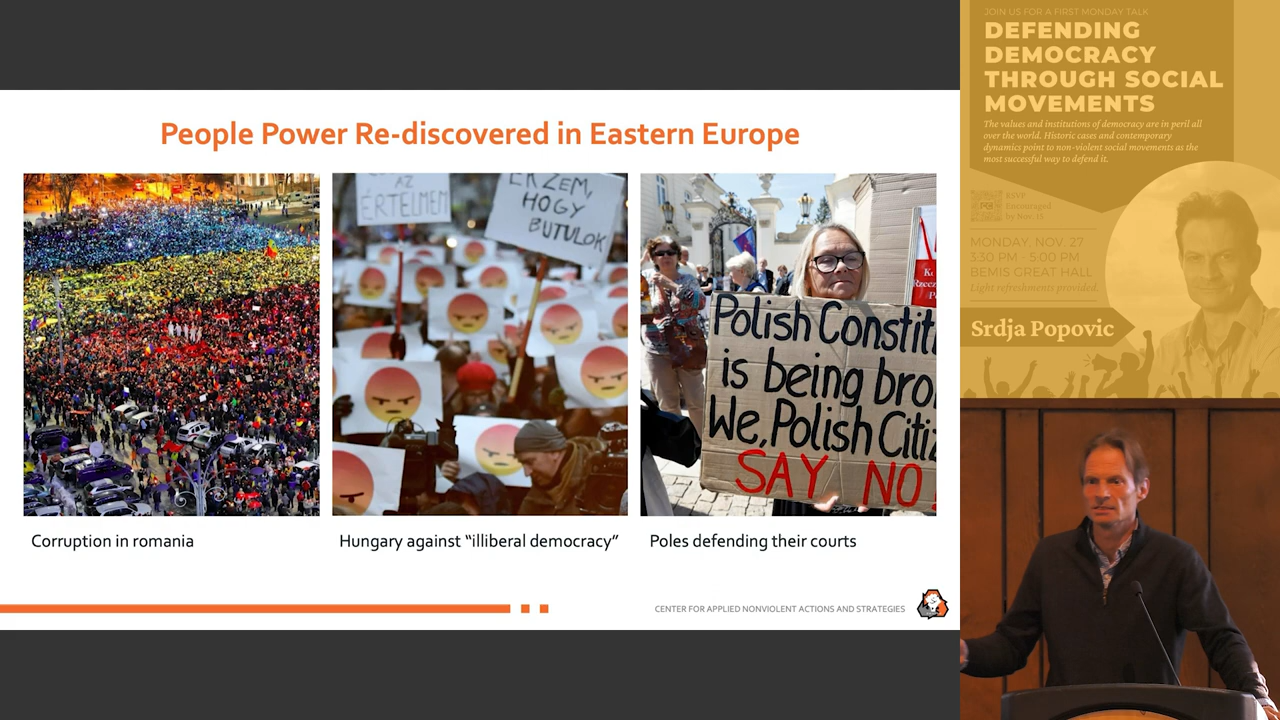 People Power Re-discovered in Eastern Europe
AZ
ÉRTELMEM
ÉRZEM,
HOGY
BUTULOK
Polish Constit
is being bro
We, Polish Citi
SAY NO
Corruption in romania
Hungary against “illiberal democracy”
Poles defending their courts
CENTER FOR APPLIED NONVIOLENT ACTIONS AND STRATEGIES
JOIN US FOR A FIRST MONDAY TALK
DEFENDING
DEMOCRACY
THROUGH SOCIAL
MOVEMENTS
The values and institutions of democracy are in peril all
over the world. Historic cases and contemporary
dynamics point to non-violent social movements as the
most successful way to defend it.
RSVP
Encouraged
by Nov. 15
MONDAY, NOV. 27
3:30 PM - 5:00 PM
BEMIS GREAT HALL
Light refreshments provided.
Srdja Popovic